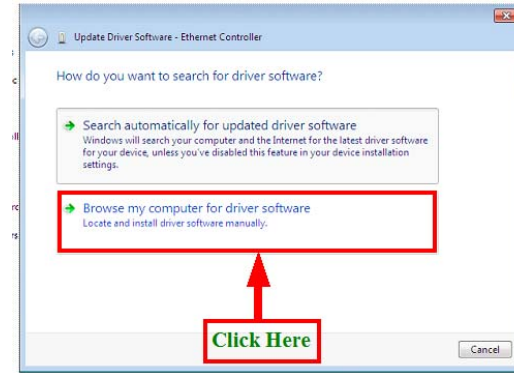 Update Driver Software - Ethernet Controller
How do you want to search for driver software?
Search automatically for updated driver software
Windows will search your computer and the Internet for the latest driver software
for your device, unless you've disabled this feature in your device installation
settings.
Browse my computer for driver software
Locate and install driver software manually.
Click Here
Cancel